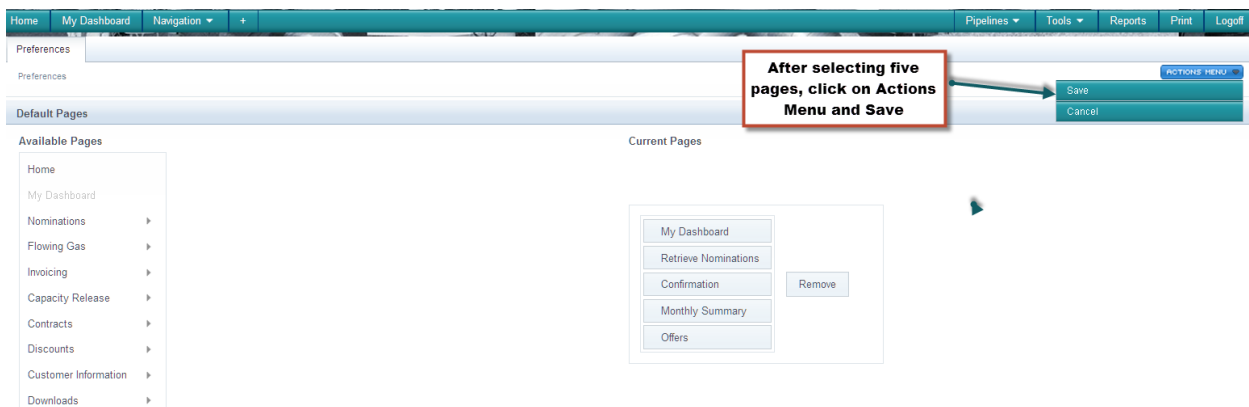 Home My Dashboard Navigation + Pipelines Tools Reports Print Logoff
Preferences
Preferences
ACTIONS MENU
After selecting five
pages, click on Actions
Menu and Save
Save
Cancel
Default Pages
Available Pages
Current Pages
Home
My Dashboard
Nominations
Flowing Gas
Invoicing
Capacity Release
Contracts
Discounts
Customer Information
Downloads
My Dashboard
Retrieve Nominations
Confirmation
Remove
Monthly Summary
Offers